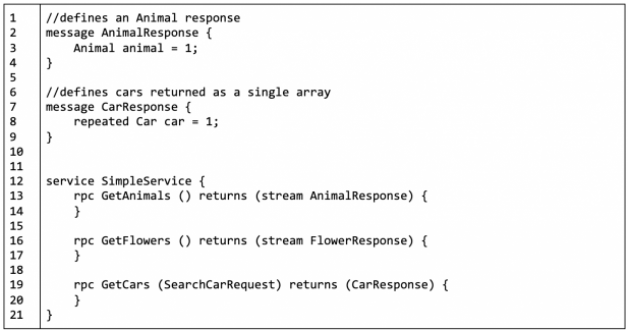 1 //defines an Animal response
2 message AnimalResponse {
3     Animal animal = 1;
4 }
5
6 //defines cars returned as a single array
7 message CarResponse {
8     repeated Car car = 1;
9 }
10
11
12 service SimpleService {
13     rpc GetAnimals () returns (stream AnimalResponse) {
14     }
15
16     rpc GetFlowers () returns (stream FlowerResponse) {
17     }
18
19     rpc GetCars (SearchCarRequest) returns (CarResponse) {
20     }
21 }